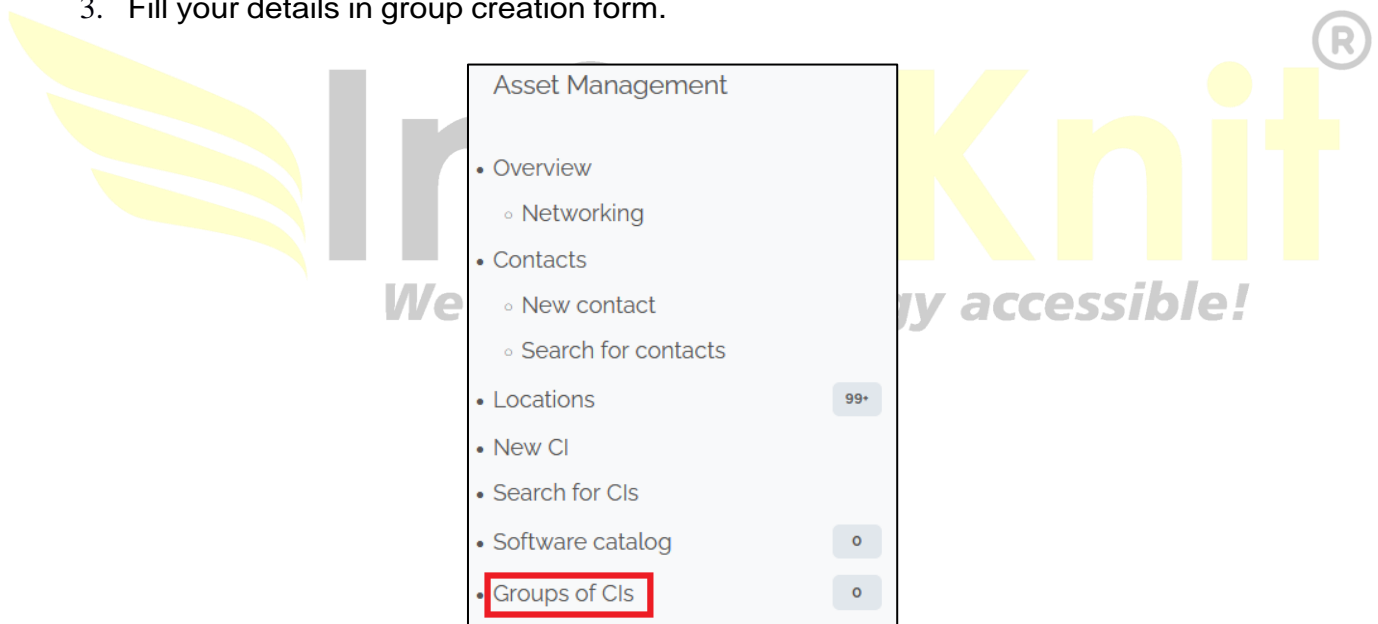 3. Fill your details in group creation form.
®
Asset Management
• Overview
◦ Networking
• Contacts
◦ New contact
◦ Search for contacts
• Locations 99+
• New CI
• Search for CIs
• Software catalog 0
• Groups of CIs 0
Knit
We gy accessible!